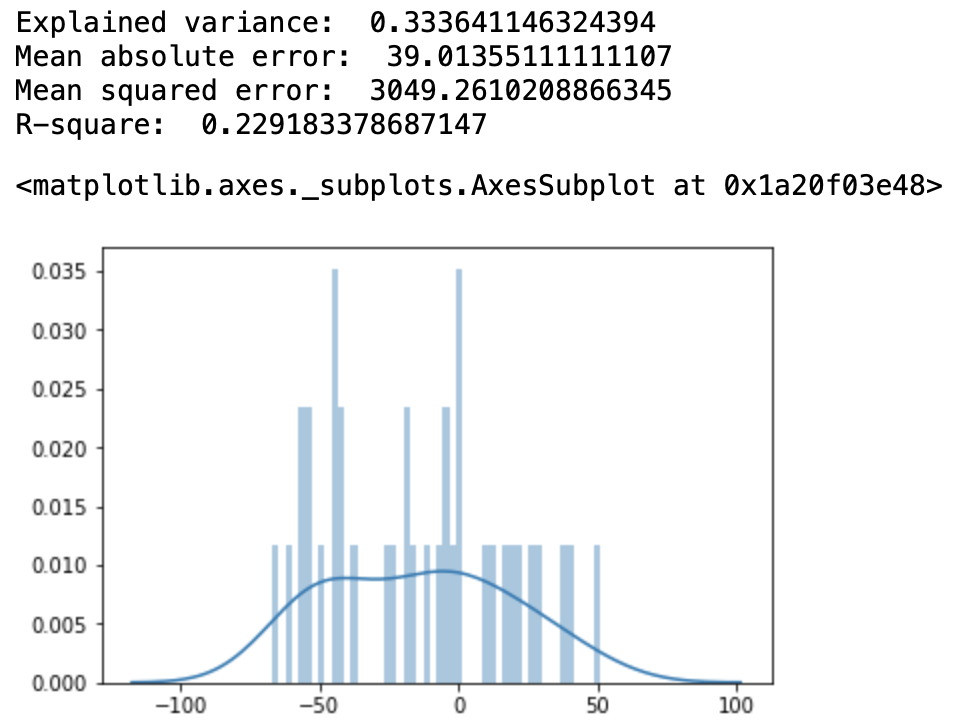 Explained variance:  0.333641146324394
Mean absolute error:  39.01355111111107
Mean squared error:  3049.2610208866345
R-square:  0.229183378687147
<matplotlib.axes._subplots.AxesSubplot at 0x1a20f03e48>
0.035
0.030
0.025
0.020
0.015
0.010
0.005
0.000
−100 −50 0 50 100